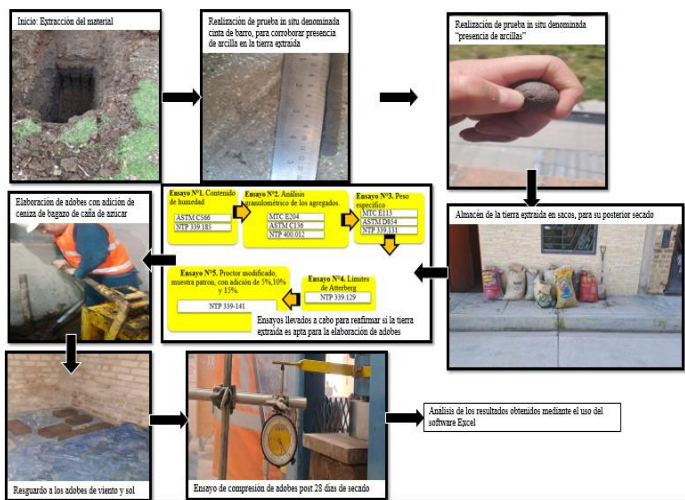 Inicio: Extracción del material
Realización de prueba in situ denominada
cinta de barro, para corroborar presencia
de arcilla en la tierra extraida
Realización de prueba in situ denominada
“presencia de arcillas”
Almacén de la tierra extraida en sacos, para su posterior secado
Ensayo N°1. Contenido
de humedad
ASTM C566
NTP 339.185
Ensayo N°2. Análisis
granulométrico de los agregados.
MTC E204
ASTM C136
NTP 400.012
Ensayo N°3. Peso
especifico
MTC E113
ASTM D854
NTP 339.131
Ensayo N°4. Limites
de Atterberg
NTP 339.129
Ensayo N°5. Proctor modificado,
muestra patron, con adición de 5%,10%
y 15%.
NTP 339-141
Ensayos llevados a cabo para reafirmar si la tierra
extraida es apta para la elaboración de adobes
Elaboración de adobes con adición de
ceniza de bagazo de caña de azúcar
Resguardo a los adobes de viento y sol
Ensayo de compresión de adobes post 28 días de secado
Análisis de los resultados obtenidos mediante el uso del
software Excel